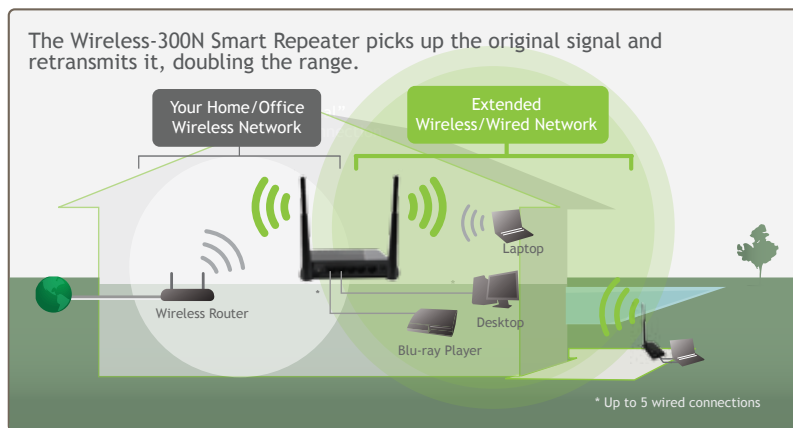 The Wireless-300N Smart Repeater picks up the original signal and
retransmits it, doubling the range.
Your Home/Office
Wireless Network
Extended
Wireless/Wired Network
Laptop
*
*
Wireless Router
Desktop
Blu-ray Player
* Up to 5 wired connections